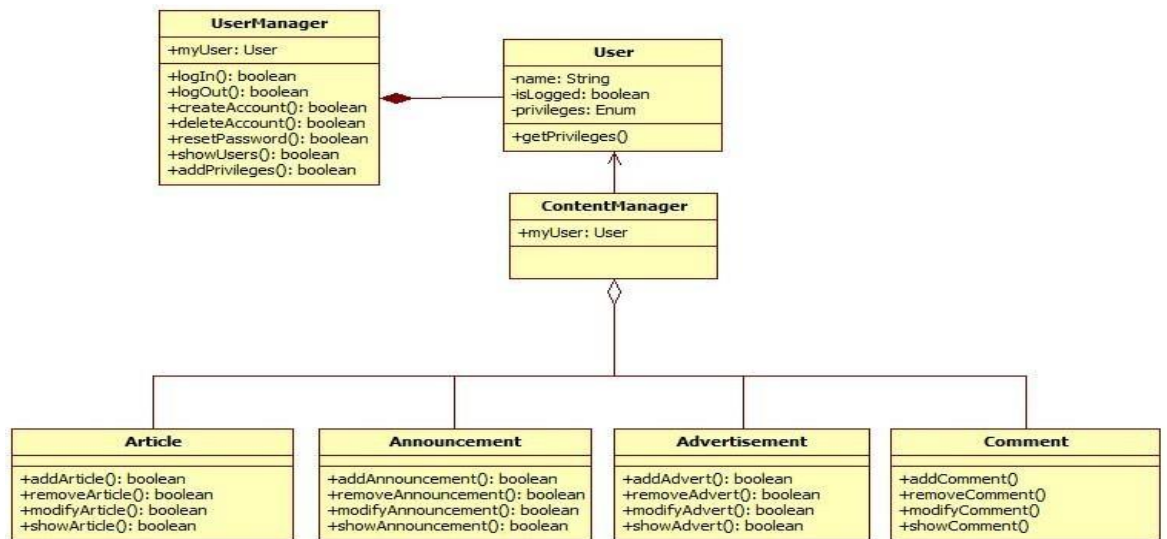 UserManager
+myUser: User
+logIn(): boolean
+logOut(): boolean
+createAccount(): boolean
+deleteAccount(): boolean
+resetPassword(): boolean
+showUsers(): boolean
+addPrivileges(): boolean
User
-name: String
-isLogged: boolean
-privileges: Enum
+getPrivileges()
ContentManager
+myUser: User
Article
+addArticle(): boolean
+removeArticle(): boolean
+modifyArticle(): boolean
+showArticle(): boolean
Announcement
+addAnnouncement(): boolean
+removeAnnouncement(): boolean
+modifyAnnouncement(): boolean
+showAnnouncement(): boolean
Advertisement
+addAdvert(): boolean
+removeAdvert(): boolean
+modifyAdvert(): boolean
+showAdvert(): boolean
Comment
+addComment()
+removeComment()
+modifyComment()
+showComment()